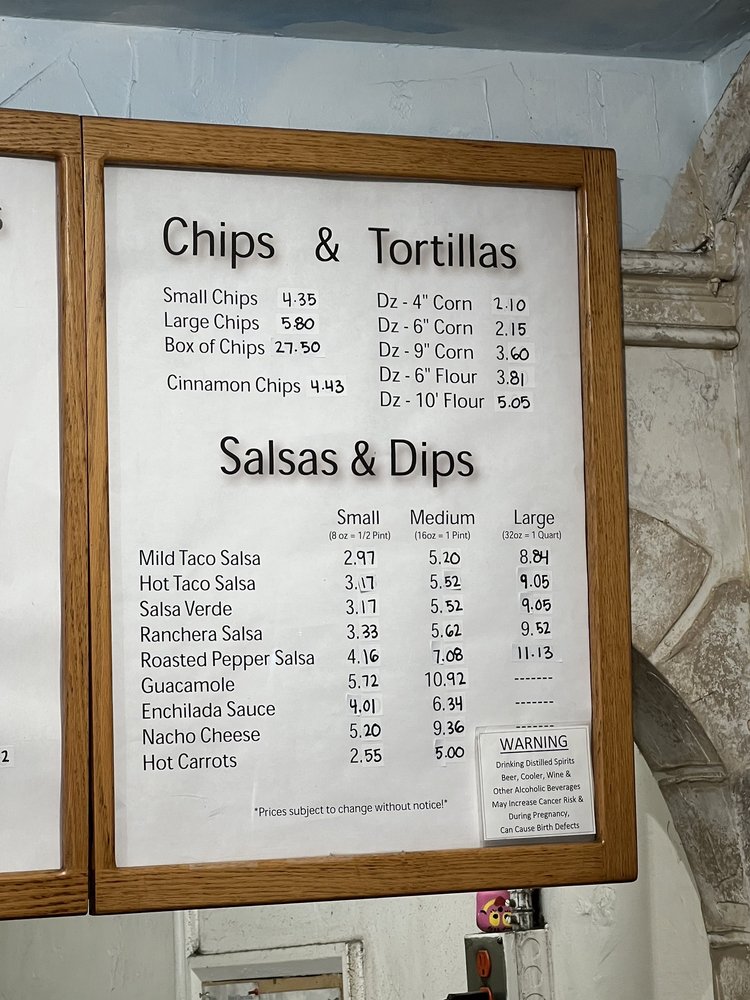 Chips & Tortillas
Small Chips 4.35
Large Chips 5.80
Box of Chips 27.50
Cinnamon Chips 4.43
Dz - 4" Corn 2.10
Dz - 6" Corn 2.15
Dz - 9" Corn 3.60
Dz - 6" Flour 3.81
Dz - 10' Flour 5.05
Salsas & Dips
Small Medium Large
(8 oz = 1/2 Pint) (16oz = 1 Pint) (32oz = 1 Quart)
Mild Taco Salsa 2.97 5.20 8.84
Hot Taco Salsa 3.17 5.52 9.05
Salsa Verde 3.17 5.52 9.05
Ranchera Salsa 3.33 5.62 9.52
Roasted Pepper Salsa 4.16 7.08 11.13
Guacamole 5.72 10.92 -------
Enchilada Sauce 4.01 6.34 -------
Nacho Cheese 5.20 9.36 -------
Hot Carrots 2.55 5.00
*Prices subject to change without notice!*
WARNING
Drinking Distilled Spirits
Beer, Cooler, Wine &
Other Alcoholic Beverages
May Increase Cancer Risk &
During Pregnancy,
Can Cause Birth Defects